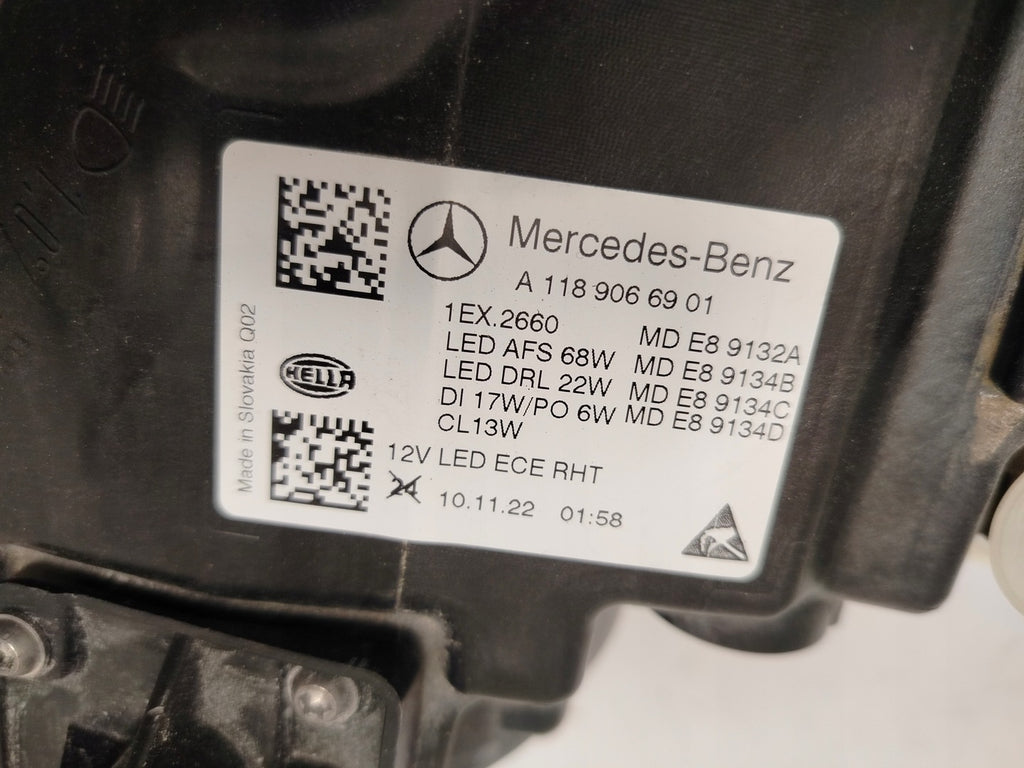 Mercedes-Benz
A 118 906 69 01
1EX.2660 MD E8 9132A
LED AFS 68W MD E8 9134B
LED DRL 22W MD E8 9134C
DI 17W/PO 6W MD E8 9134D
CL13W
12V LED ECE RHT
24 10.11.22 01:58
HELLA
Made in Slovakia Q02